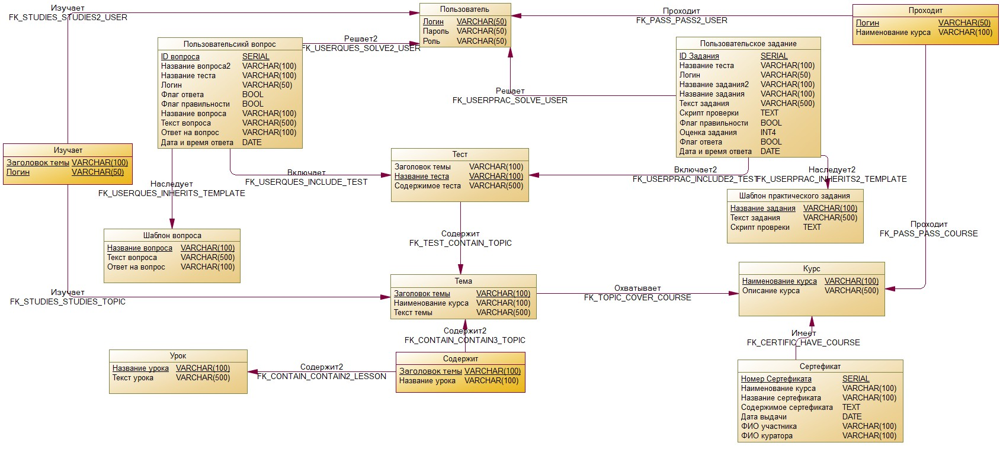 Изучает
FK_STUDIES_STUDIES2_USER
Пользователь
Логин VARCHAR(50)
Пароль VARCHAR(50)
Роль VARCHAR(50)
Проходит
FK_PASS_PASS2_USER
Проходит
Логин VARCHAR(50)
Наименование курса VARCHAR(100)
Решает2
FK_USERQUES_SOLVE2_USER
Пользовательсикй вопрос
ID вопроса SERIAL
Название вопроса2 VARCHAR(100)
Название теста VARCHAR(100)
Логин VARCHAR(50)
Флаг ответа BOOL
Флаг правильности BOOL
Название вопроса VARCHAR(100)
Текст вопроса VARCHAR(500)
Ответ на вопрос VARCHAR(100)
Дата и время ответа DATE
Решает
FK_USERPRAC_SOLVE_USER
Пользовательское задание
ID Задания SERIAL
Название теста VARCHAR(100)
Логин VARCHAR(50)
Название задания2 VARCHAR(100)
Название задания VARCHAR(100)
Текст задания VARCHAR(500)
Скрипт проверки TEXT
Флаг правильности BOOL
Оценка задания INT4
Флаг ответа BOOL
Дата и время ответа DATE
Изучает
Заголовок темы VARCHAR(100)
Логин VARCHAR(50)
Наследует
FK_USERQUES_INHERITS_TEMPLATE
Включает
FK_USERQUES_INCLUDE_TEST
Тест
Заголовок темы VARCHAR(100)
Название теста VARCHAR(100)
Содержимое теста VARCHAR(500)
Включает2
FK_USERPRAC_INCLUDE2_TEST
Наследует2
FK_USERPRAC_INHERITS2_TEMPLATE
Шаблон практического задания
Название задания VARCHAR(100)
Текст задания VARCHAR(500)
Скрипт провреки TEXT
Шаблон вопроса
Название вопроса VARCHAR(100)
Текст вопроса VARCHAR(500)
Ответ на вопрос VARCHAR(100)
Содержит
FK_TEST_CONTAIN_TOPIC
Проходит
FK_PASS_PASS_COURSE
Изучает
FK_STUDIES_STUDIES_TOPIC
Тема
Заголовок темы VARCHAR(100)
Наименование курса VARCHAR(100)
Текст темы VARCHAR(500)
Охватывает
FK_TOPIC_COVER_COURSE
Курс
Наименование курса VARCHAR(100)
Описание курса VARCHAR(500)
Содержит2
FK_CONTAIN_CONTAIN3_TOPIC
Имеет
FK_CERTIFIC_HAVE_COURSE
Урок
Название урока VARCHAR(100)
Текст урока VARCHAR(500)
Содержит2
FK_CONTAIN_CONTAIN2_LESSON
Содержит
Заголовок темы VARCHAR(100)
Название урока VARCHAR(100)
Сертефикат
Номер Сертефиката SERIAL
Наименование курса VARCHAR(100)
Название сертефиката VARCHAR(100)
Содержимое сертефиката TEXT
Дата выдачи DATE
ФИО участника VARCHAR(100)
ФИО куратора VARCHAR(100)